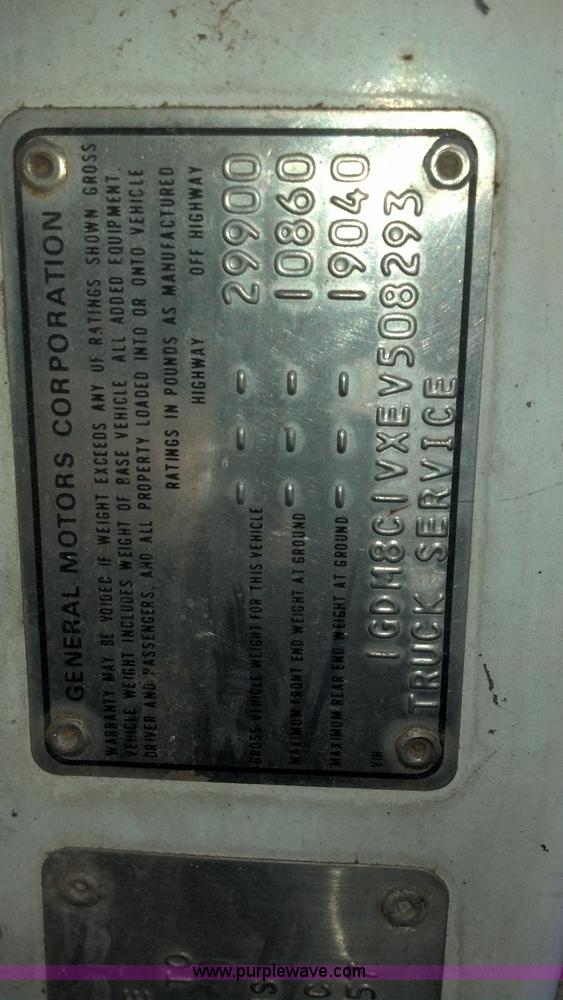 GENERAL MOTORS CORPORATION
WARRANTY MAY BE VOIDED IF WEIGHT EXCEEDS ANY OF RATINGS SHOWN GROSS
VEHICLE WEIGHT INCLUDES WEIGHT OF BASE VEHICLE ALL ADDED EQUIPMENT,
DRIVER AND PASSENGERS, AND ALL PROPERTY LOADED INTO OR ONTO VEHICLE
RATINGS IN POUNDS AS MANUFACTURED
HIGHWAY OFF HIGHWAY
GROSS VEHICLE WEIGHT FOR THIS VEHICLE - - - 29900
MAXIMUM FRONT END WEIGHT AT GROUND - - - 10860
MAXIMUM REAR END WEIGHT AT GROUND - - - 19040
VIN 1GDM8C1VXEV508293
TRUCK SERVICE
E TO
S
C
5
www.purplewave.com